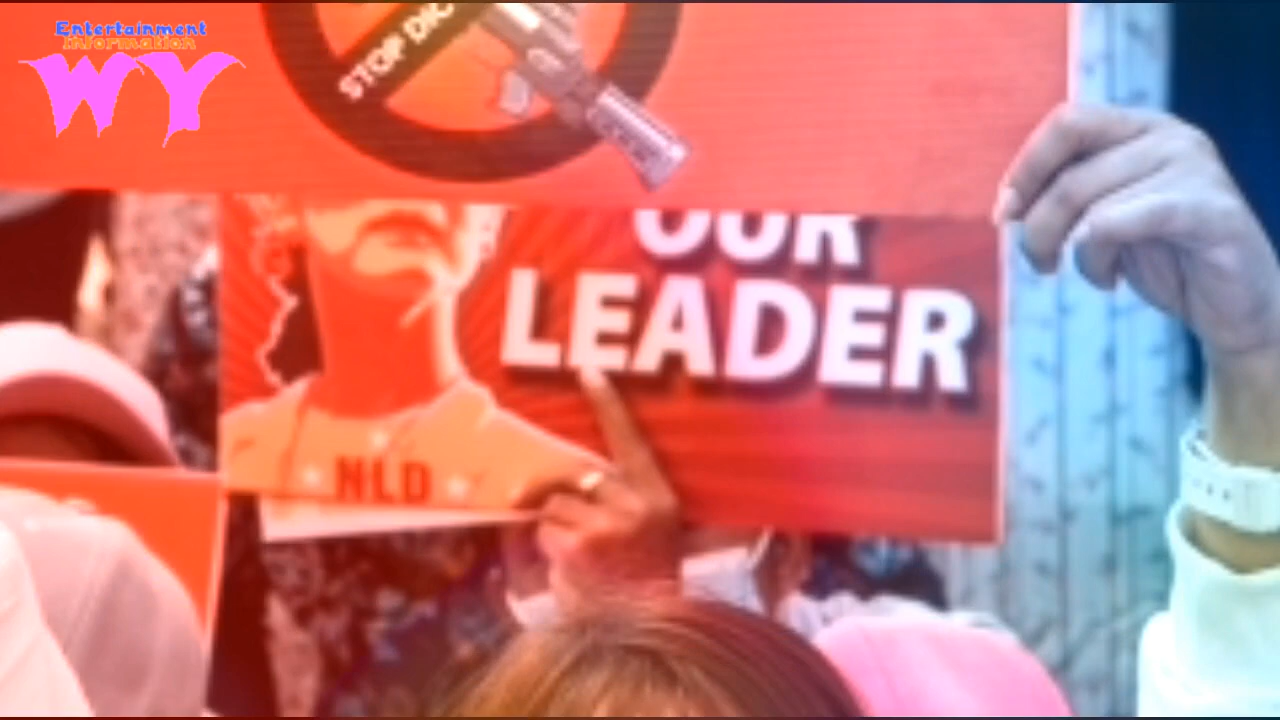 Entertainment
Information
WY
STOP DIC
OUR
LEADER
NLD